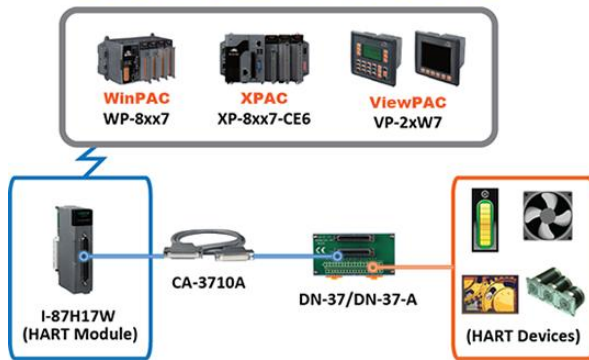 WinPAC
WP-8xx7
XPAC
XP-8xx7-CE6
ViewPAC
VP-2xW7
I-87H17W
(HART Module)
CA-3710A
DN-37/DN-37-A
(HART Devices)